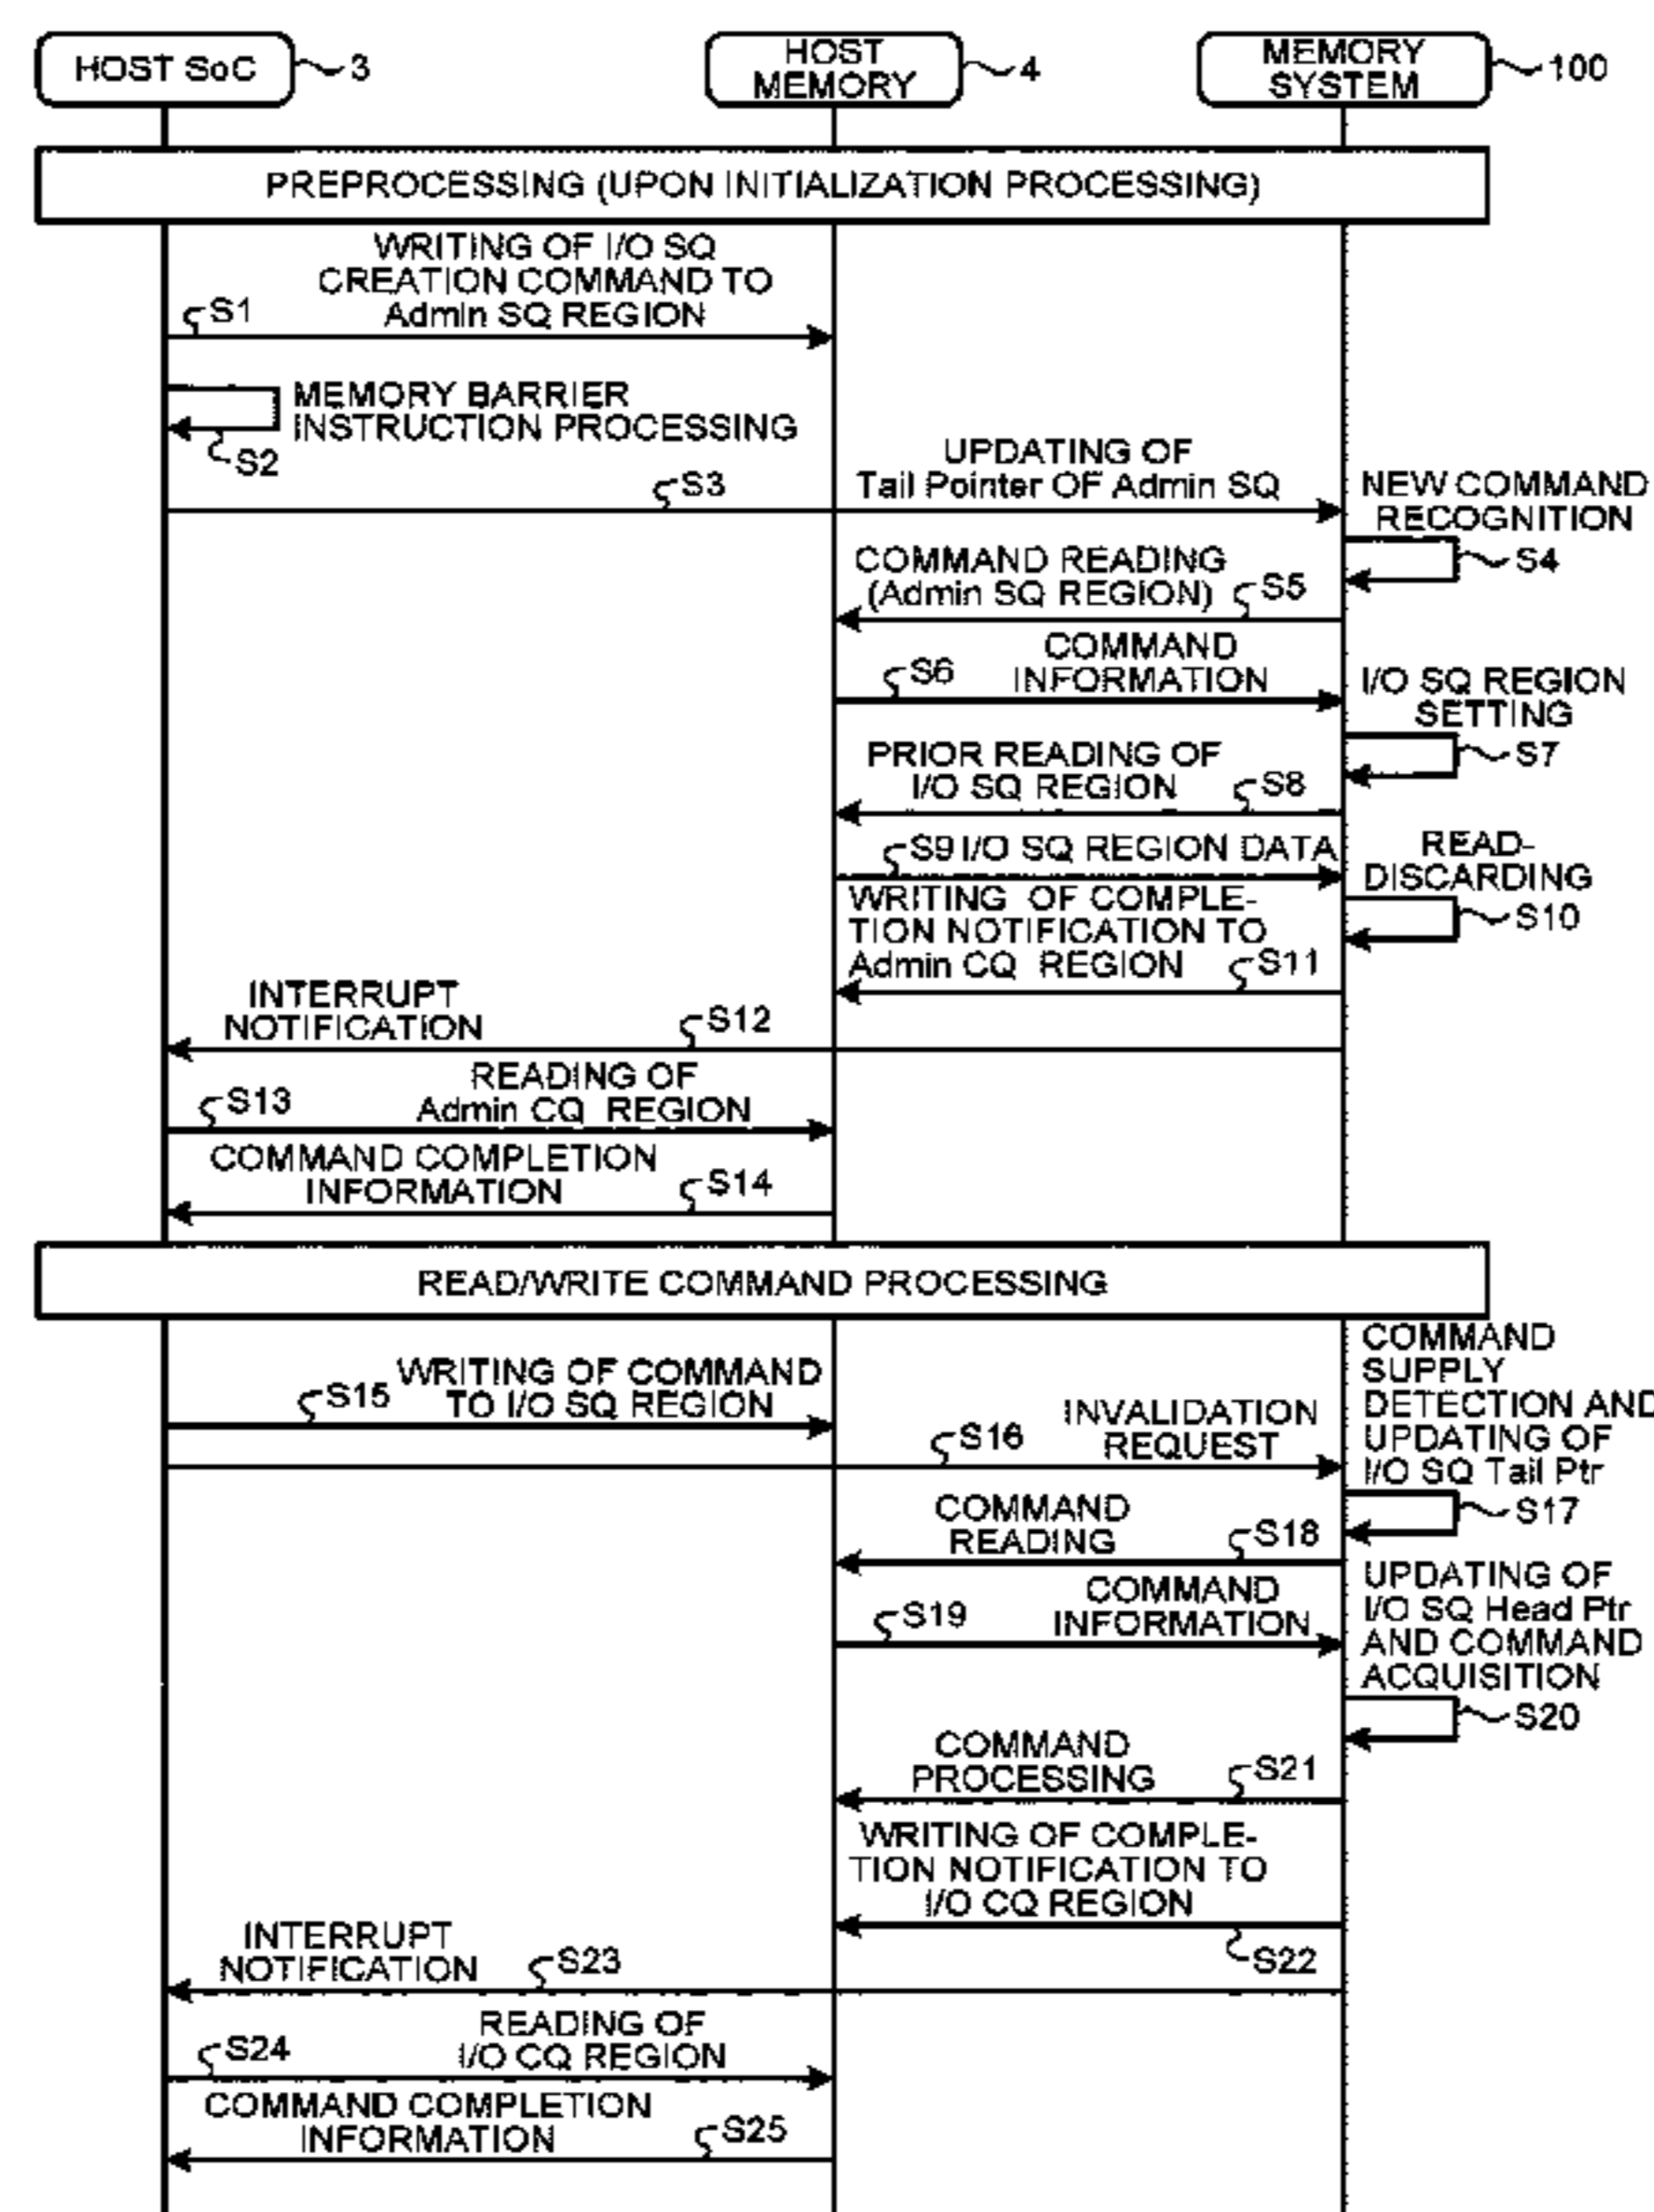 HOST SoC
3
HOST
MEMORY
4
MEMORY
SYSTEM
100
PREPROCESSING (UPON INITIALIZATION PROCESSING)
WRITING OF I/O SQ
CREATION COMMAND TO
Admin SQ REGION
S1
MEMORY BARRIER
INSTRUCTION PROCESSING
S2
UPDATING OF
Tail Pointer OF Admin SQ
S3
NEW COMMAND
RECOGNITION
S4
COMMAND READING
(Admin SQ REGION)
S5
COMMAND
INFORMATION
S6
I/O SQ REGION
SETTING
S7
PRIOR READING OF
I/O SQ REGION
S8
S9 I/O SQ REGION DATA
READ-
DISCARDING
S10
WRITING OF COMPLE-
TION NOTIFICATION TO
Admin CQ REGION
S11
INTERRUPT
NOTIFICATION
S12
READING OF
Admin CQ REGION
S13
COMMAND COMPLETION
INFORMATION
S14
READ/WRITE COMMAND PROCESSING
WRITING OF COMMAND
TO I/O SQ REGION
S15
INVALIDATION
REQUEST
S16
COMMAND
SUPPLY
DETECTION AND
UPDATING OF
I/O SQ Tail Ptr
S17
COMMAND
READING
S18
COMMAND
INFORMATION
S19
UPDATING OF
I/O SQ Head Ptr
AND COMMAND
ACQUISITION
S20
COMMAND
PROCESSING
S21
WRITING OF COMPLE-
TION NOTIFICATION TO
I/O CQ REGION
S22
INTERRUPT
NOTIFICATION
S23
READING OF
I/O CQ REGION
S24
COMMAND COMPLETION
INFORMATION
S25